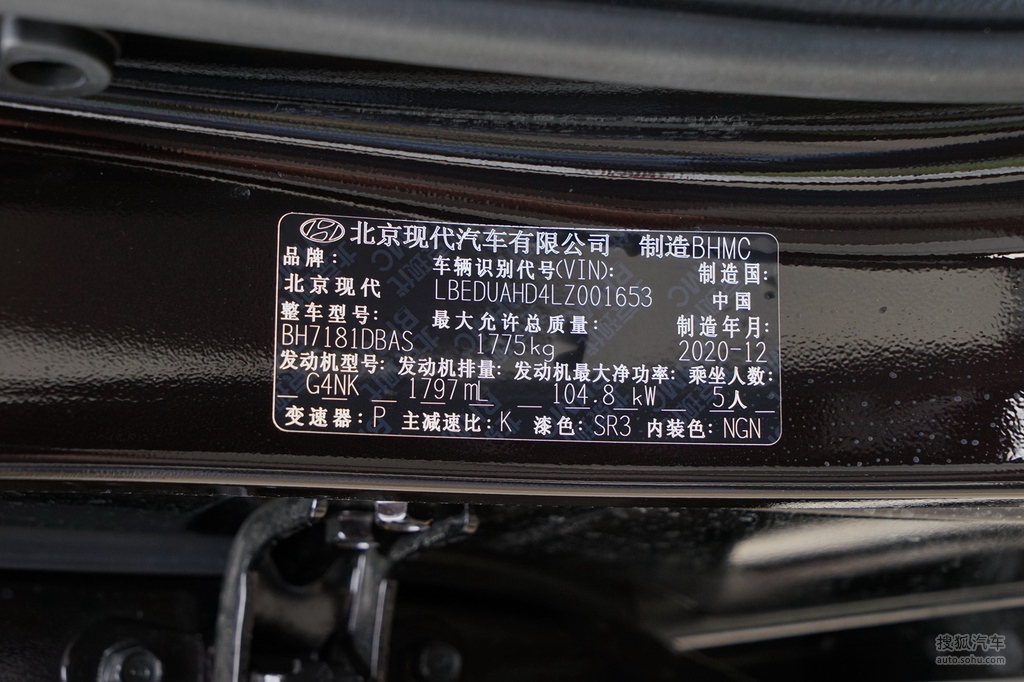 北京现代汽车有限公司 制造BHMC
品牌: 车辆识别代号(VIN): 制造国:
北京现代 LBEDUAHD4LZ001653 中国
整车型号: 最大允许总质量: 制造年月:
BH7181DBAS 1775kg 2020-12
发动机型号: 发动机排量: 发动机最大净功率: 乘坐人数:
G4NK 1797mL 104.8 kW 5人
变速器: P 主减速比: K 漆色: SR3 内装色: NGN
搜狐汽车
auto.sohu.com